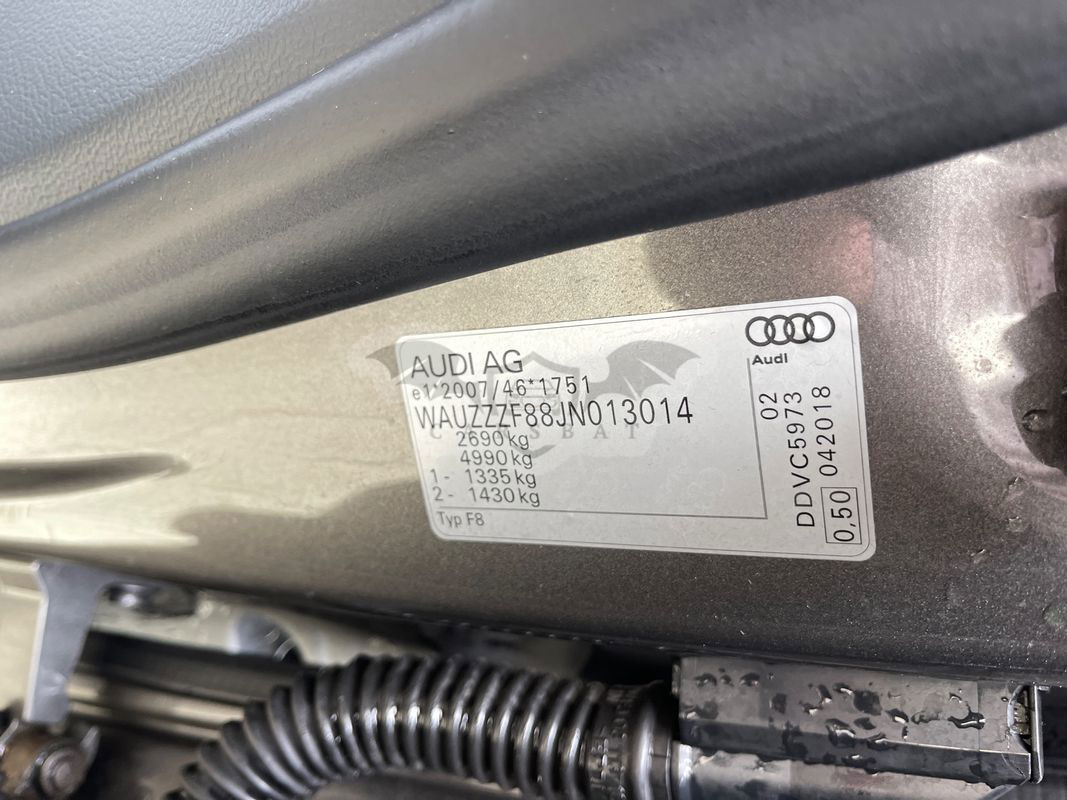 AUDI AG
e1*2007/46*1751
WAUZZZF88JN013014
2690 kg
4990 kg
1 - 1335 kg
2 - 1430 kg
Typ F8
Audi
02
DDVC5973
0,50 042018
CARSBAT